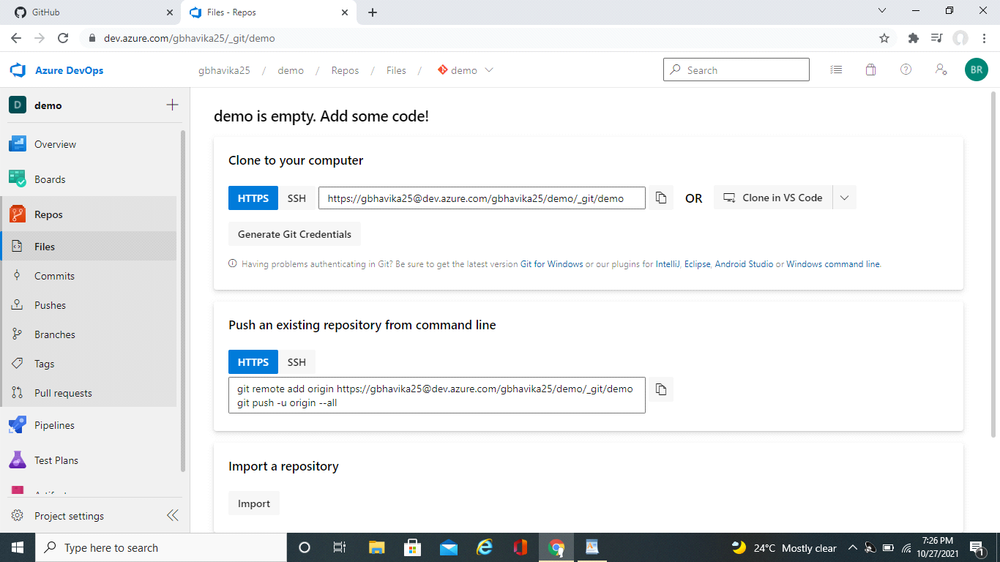 GitHub
Files - Repos
dev.azure.com/gbhavika25/_git/demo
Azure DevOps
gbhavika25 / demo / Repos / Files / demo
Search
BR
D demo
Overview
Boards
Repos
Files
Commits
Pushes
Branches
Tags
Pull requests
Pipelines
Test Plans
Project settings
demo is empty. Add some code!
Clone to your computer
HTTPS SSH https://gbhavika25@dev.azure.com/gbhavika25/demo/_git/demo OR Clone in VS Code
Generate Git Credentials
Having problems authenticating in Git? Be sure to get the latest version Git for Windows or our plugins for IntelliJ, Eclipse, Android Studio or Windows command line.
Push an existing repository from command line
HTTPS SSH
git remote add origin https://gbhavika25@dev.azure.com/gbhavika25/demo/_git/demo
git push -u origin --all
Import a repository
Import
Type here to search
24°C Mostly clear
7:26 PM
10/27/2021
1